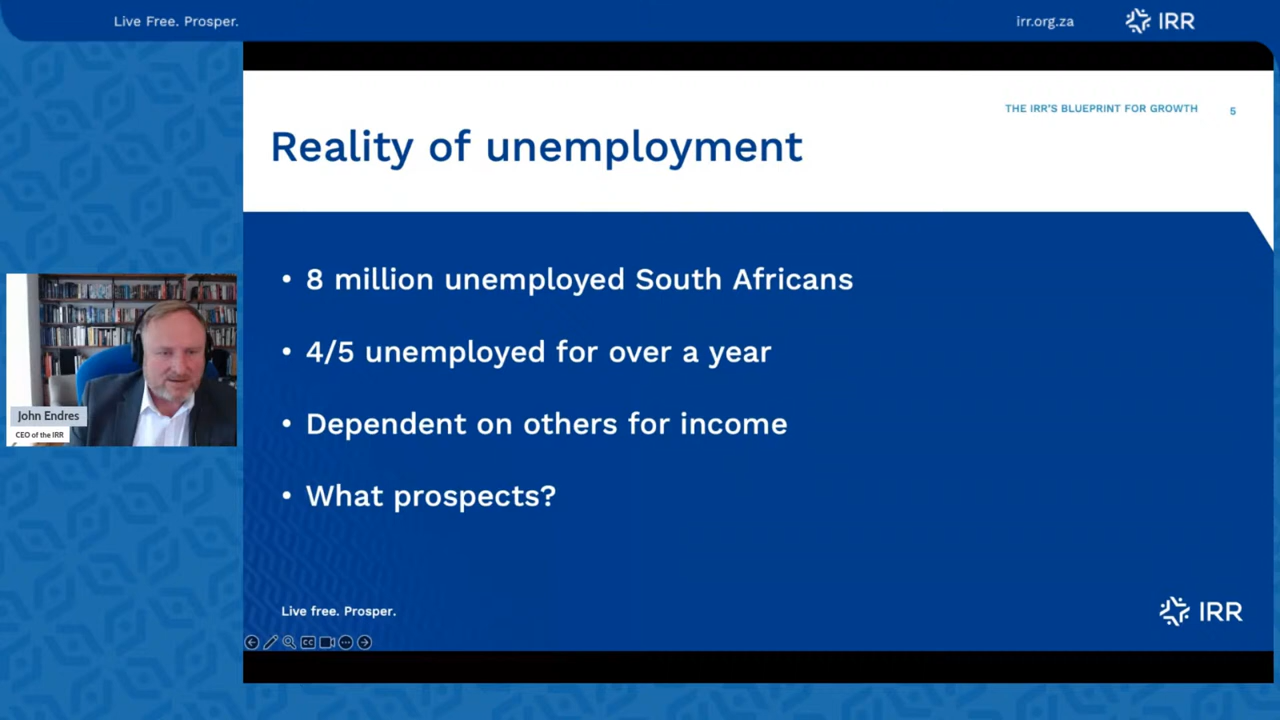 Live Free. Prosper.
irr.org.za
IRR
THE IRR'S BLUEPRINT FOR GROWTH
5
Reality of unemployment
• 8 million unemployed South Africans
• 4/5 unemployed for over a year
• Dependent on others for income
• What prospects?
John Endres
CEO of the IRR
Live free. Prosper.
IRR
CC